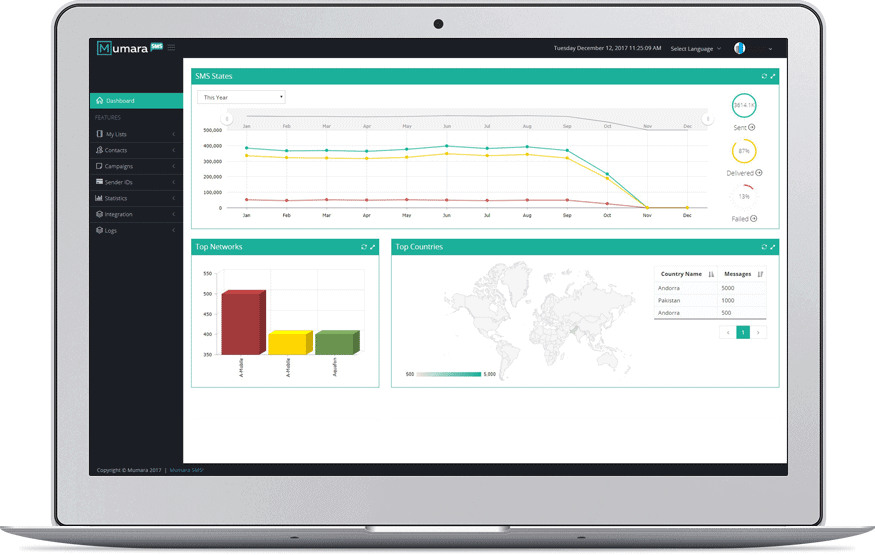 Mumara SMS
Tuesday December 12, 2017 11:25:09 AM
Select Language
Dashboard
FEATURES
My Lists
Contacts
Campaigns
Sender IDs
Statistics
Integration
Logs
SMS States
This Year
Jan Feb Mar Apr May Jun Jul Aug Sep Oct Nov Dec
500,000
400,000
300,000
200,000
100,000
0
Jan Feb Mar Apr May Jun Jul Aug Sep Oct Nov Dec
3614.1K
Sent
87%
Delivered
13%
Failed
Top Networks
550
500
450
400
350
A-Mobile
A-Mobile
Aquafon
Top Countries
500 5,000
Country Name Messages
Andorra 5000
Pakistan 1000
Andorra 500
1
Copyright © Mumara 2017 | Mumara SMS